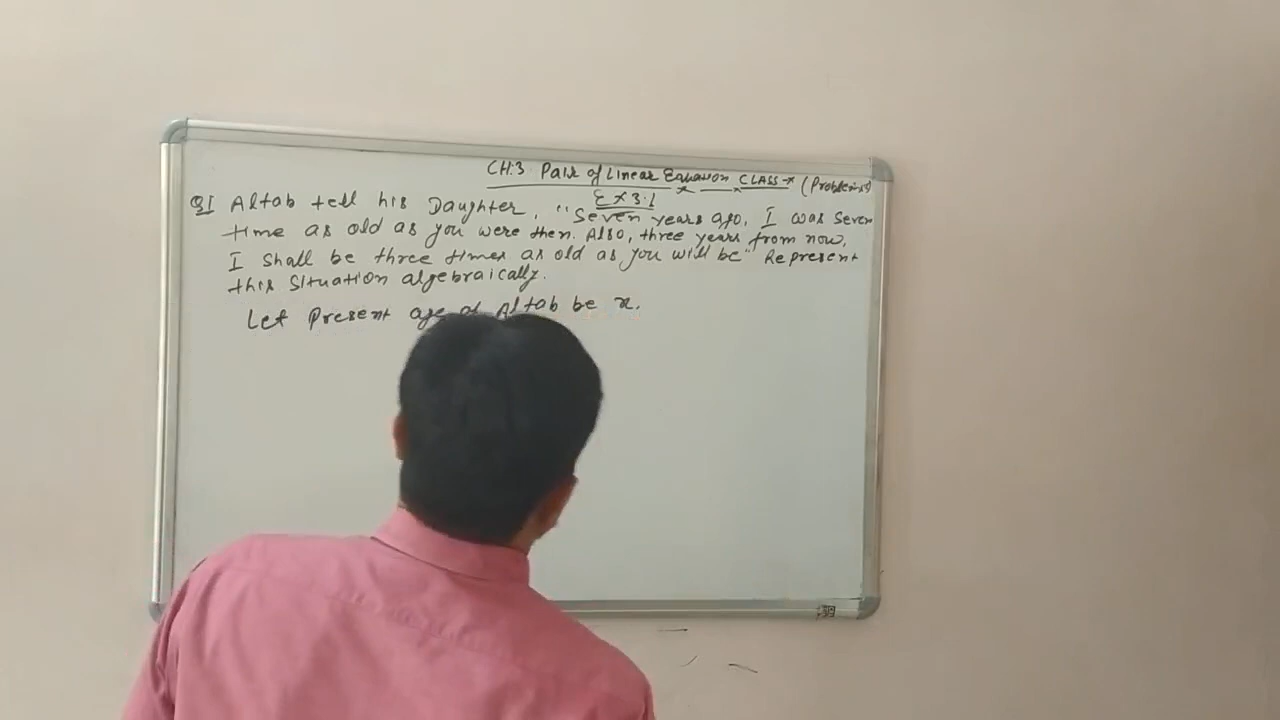 CH:3 Pair of Linear Equation CLASS-X (Problems)
EX 3.1
Q1 Altab tell his Daughter, "Seven years ago, I was seven
time as old as you were then. Also, three years from now,
I shall be three times as old as you will be" Represent
this situation algebraically.
Let Present age of Altab be x.